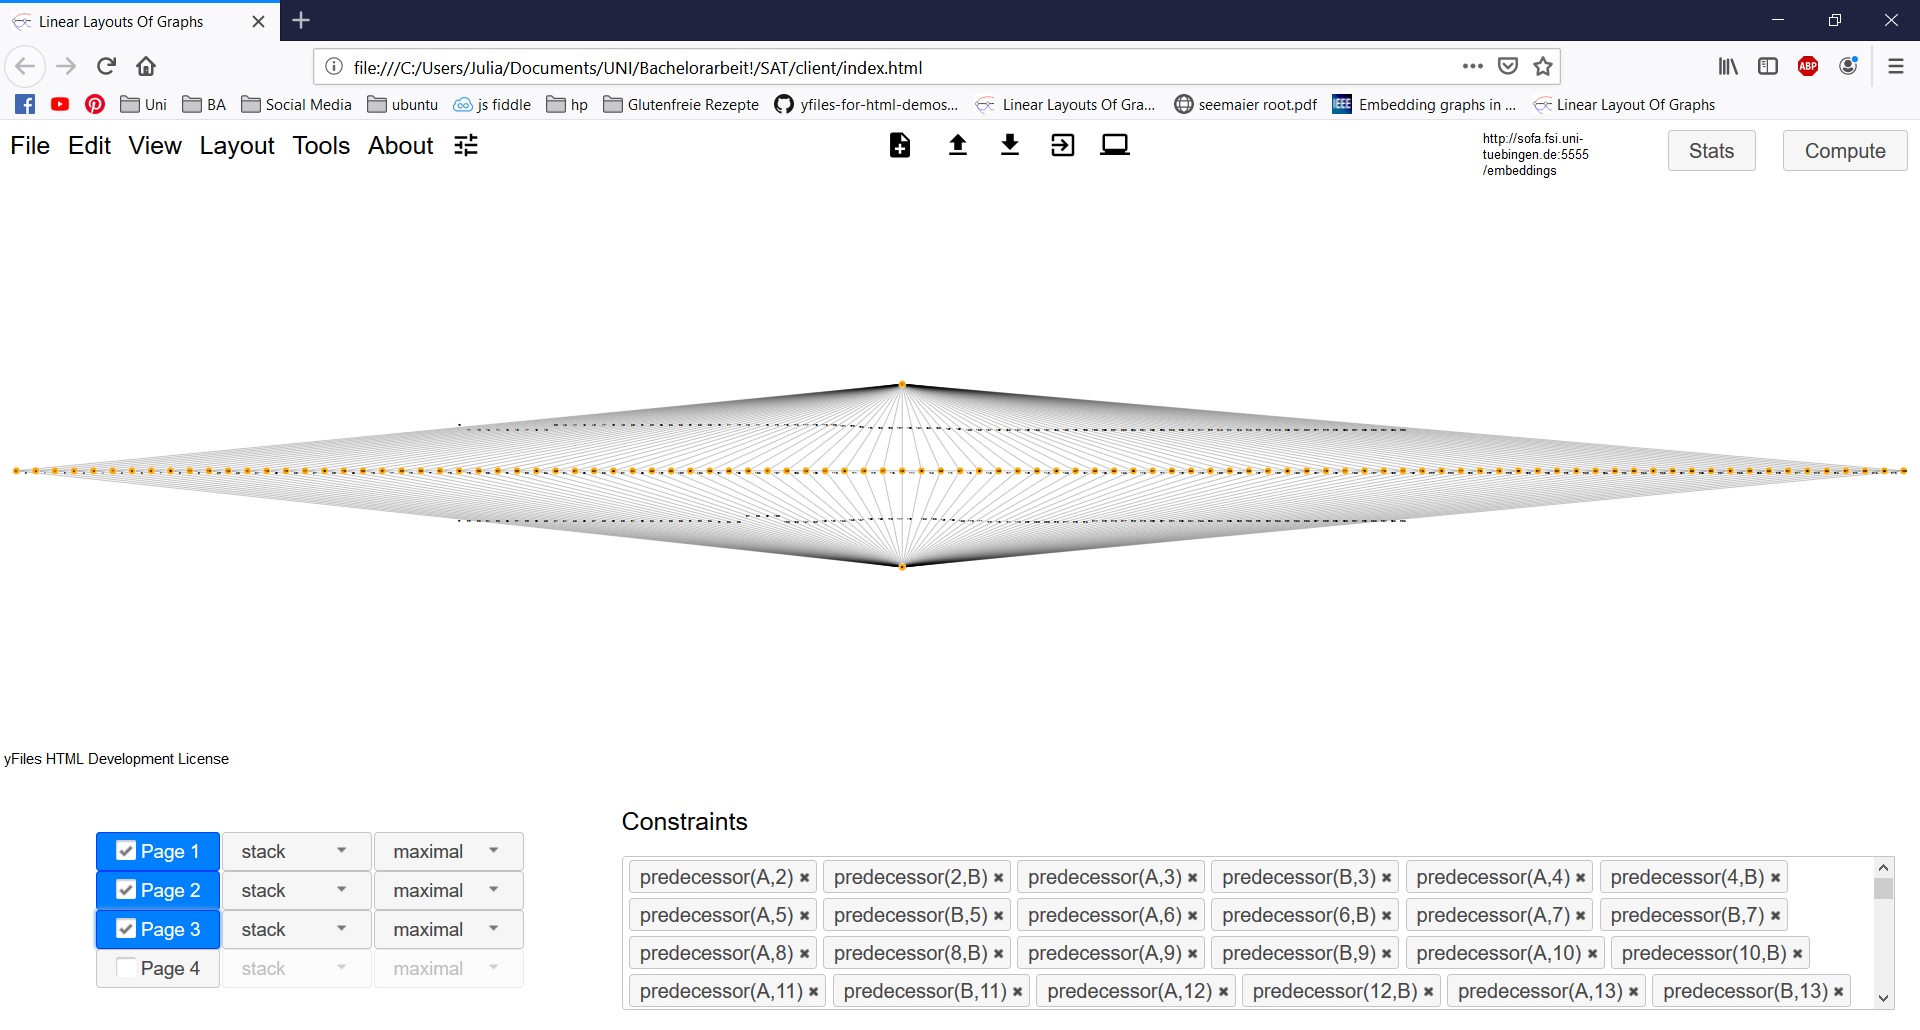 Linear Layouts Of Graphs
file:///C:/Users/Julia/Documents/UNI/Bachelorarbeit!/SAT/client/index.html
ABP
Uni BA Social Media ubuntu js fiddle hp Glutenfreie Rezepte yfiles-for-html-demos... Linear Layouts Of Gra... seemaier root.pdf IEEE Embedding graphs in ... Linear Layout Of Graphs
File Edit View Layout Tools About
http://sofa.fsi.uni-
tuebingen.de:5555
/embeddings
Stats Compute
yFiles HTML Development License
Page 1 stack maximal
Page 2 stack maximal
Page 3 stack maximal
Page 4 stack maximal
Constraints
predecessor(A,2) predecessor(2,B) predecessor(A,3) predecessor(B,3) predecessor(A,4) predecessor(4,B)
predecessor(A,5) predecessor(B,5) predecessor(A,6) predecessor(6,B) predecessor(A,7) predecessor(B,7)
predecessor(A,8) predecessor(8,B) predecessor(A,9) predecessor(B,9) predecessor(A,10) predecessor(10,B)
predecessor(A,11) predecessor(B,11) predecessor(A,12) predecessor(12,B) predecessor(A,13) predecessor(B,13)